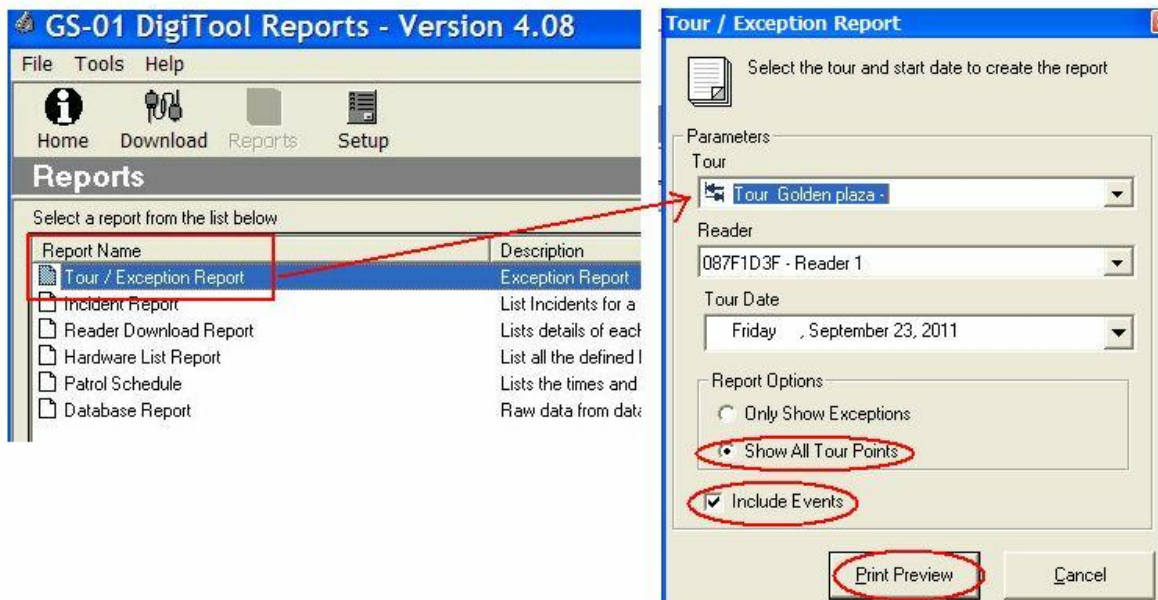 GS-01 DigiTool Reports - Version 4.08
File Tools Help
Home Download Reports Setup
Reports
Select a report from the list below
Report Name Description
Tour / Exception Report Exception Report
Incident Report List Incidents for a
Reader Download Report Lists details of each
Hardware List Report List all the defined
Patrol Schedule Lists the times and
Database Report Raw data from
Tour / Exception Report
Select the tour and start date to create the report
Parameters
Tour
Tour Golden plaza -
Reader
087F1D3F - Reader 1
Tour Date
Friday , September 23, 2011
Report Options
Only Show Exceptions
Show All Tour Points
Include Events
Print Preview Cancel